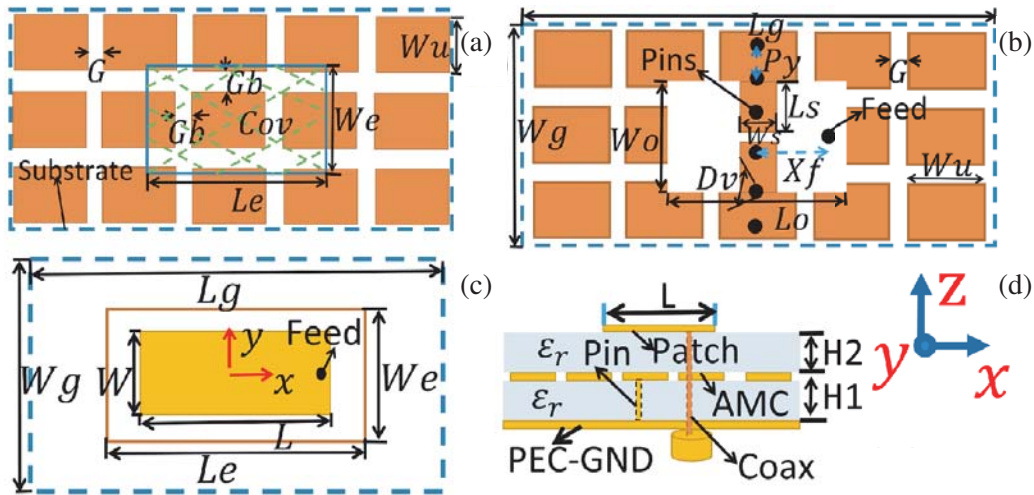 (a)
G
Wu
Gb
Gb
Cov
We
Substrate
Le
(b)
Lg
Py
Pins
G
Ls
Feed
Wg
Wo
Ws
Xf
Dv
Wu
Lo
(c)
Lg
y
Feed
Wg
W
x
We
L
Le
(d)
L
z
εr
Pin
Patch
H2
y
x
εr
AMC
H1
PEC-GND
Coax